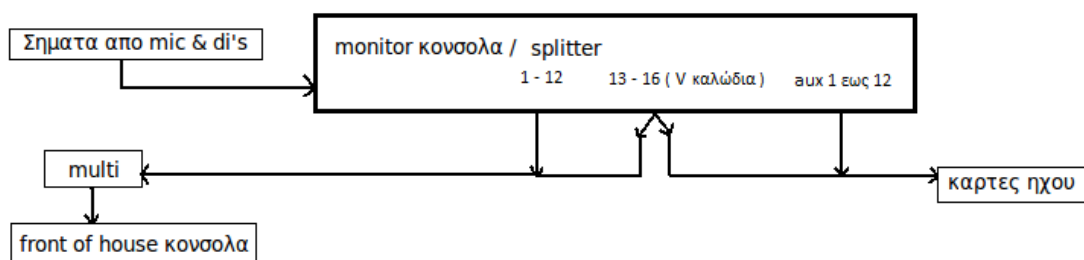 Σηματα απο mic & di's
monitor κονσολα / splitter
1 - 12 13 - 16 ( V καλώδια ) aux 1 εως 12
multi
καρτες ηχου
front of house κονσολα